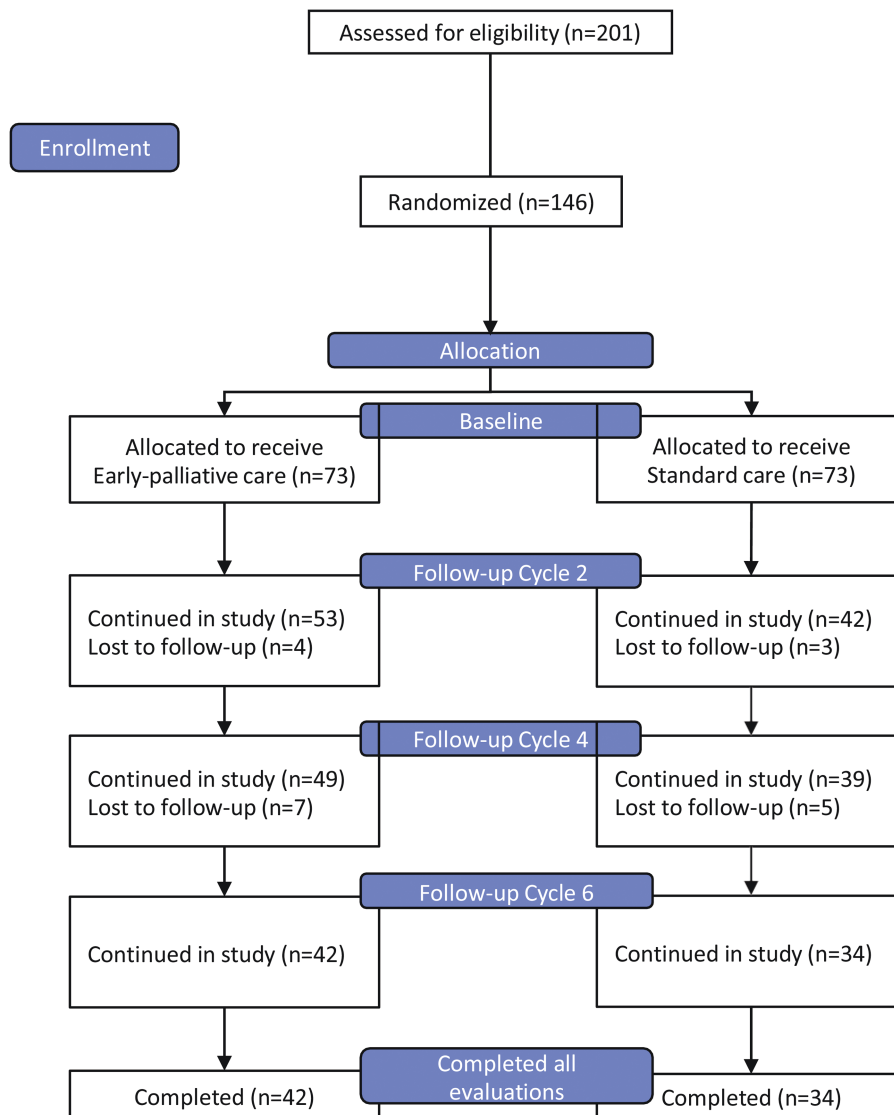 Assessed for eligibility (n=201)
Enrollment
Randomized (n=146)
Allocation
Baseline
Allocated to receive
Early-palliative care (n=73)
Allocated to receive
Standard care (n=73)
Follow-up Cycle 2
Continued in study (n=53)
Lost to follow-up (n=4)
Continued in study (n=42)
Lost to follow-up (n=3)
Follow-up Cycle 4
Continued in study (n=49)
Lost to follow-up (n=7)
Continued in study (n=39)
Lost to follow-up (n=5)
Follow-up Cycle 6
Continued in study (n=42)
Continued in study (n=34)
Completed all
evaluations
Completed (n=42)
Completed (n=34)